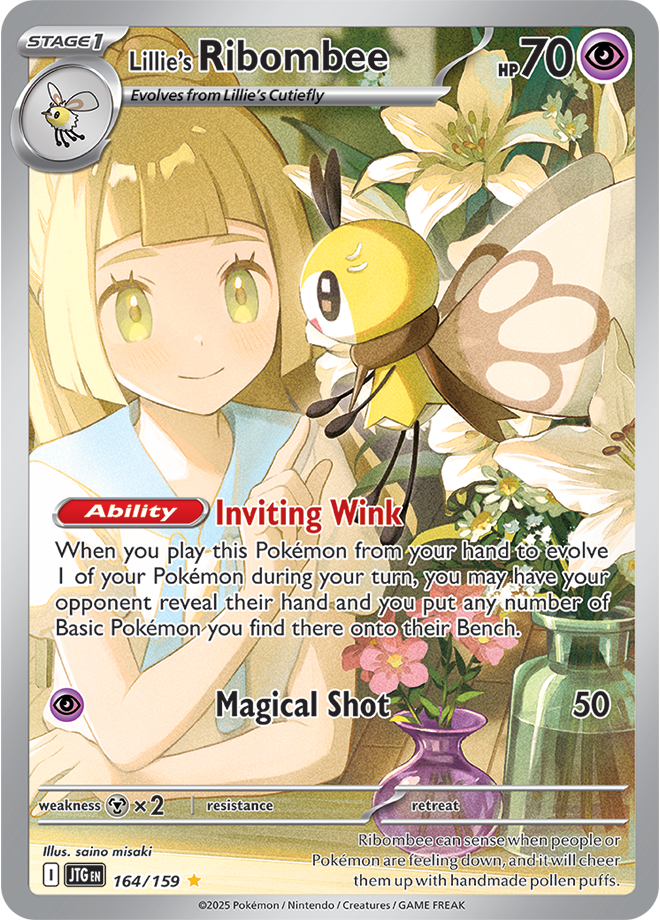 STAGE1
Lillie's Ribombee
HP70
Evolves from Lillie's Cutiefly
Ability Inviting Wink
When you play this Pokémon from your hand to evolve
1 of your Pokémon during your turn, you may have your
opponent reveal their hand and you put any number of
Basic Pokémon you find there onto their Bench.
Magical Shot 50
weakness ×2 resistance retreat
Illus. saino misaki
Ribombee can sense when people or
Pokémon are feeling down, and it will cheer
them up with handmade pollen puffs.
I JTG EN 164/159
©2025 Pokémon / Nintendo / Creatures / GAME FREAK